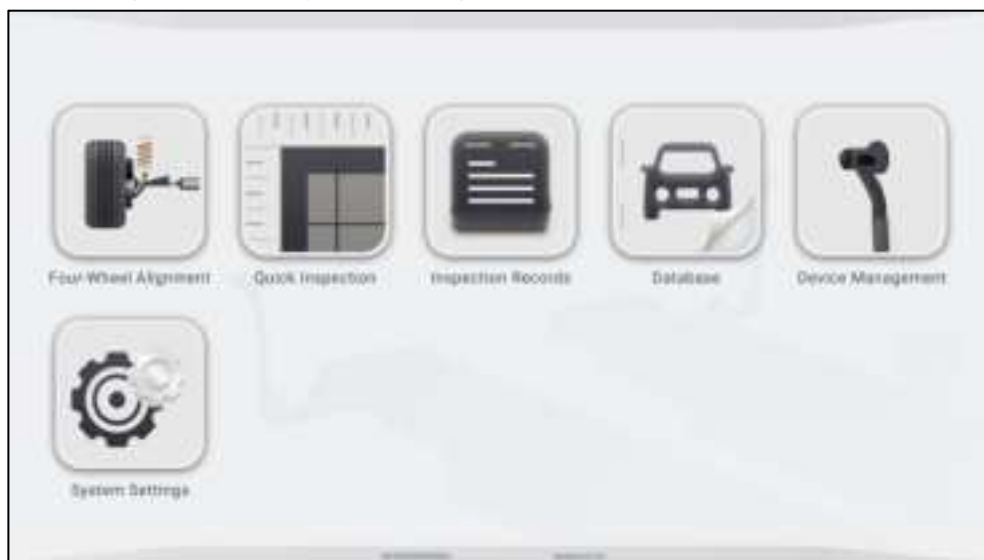 Four-Wheel Alignment
Quick Inspection
Inspection Records
Database
Device Management
System Settings